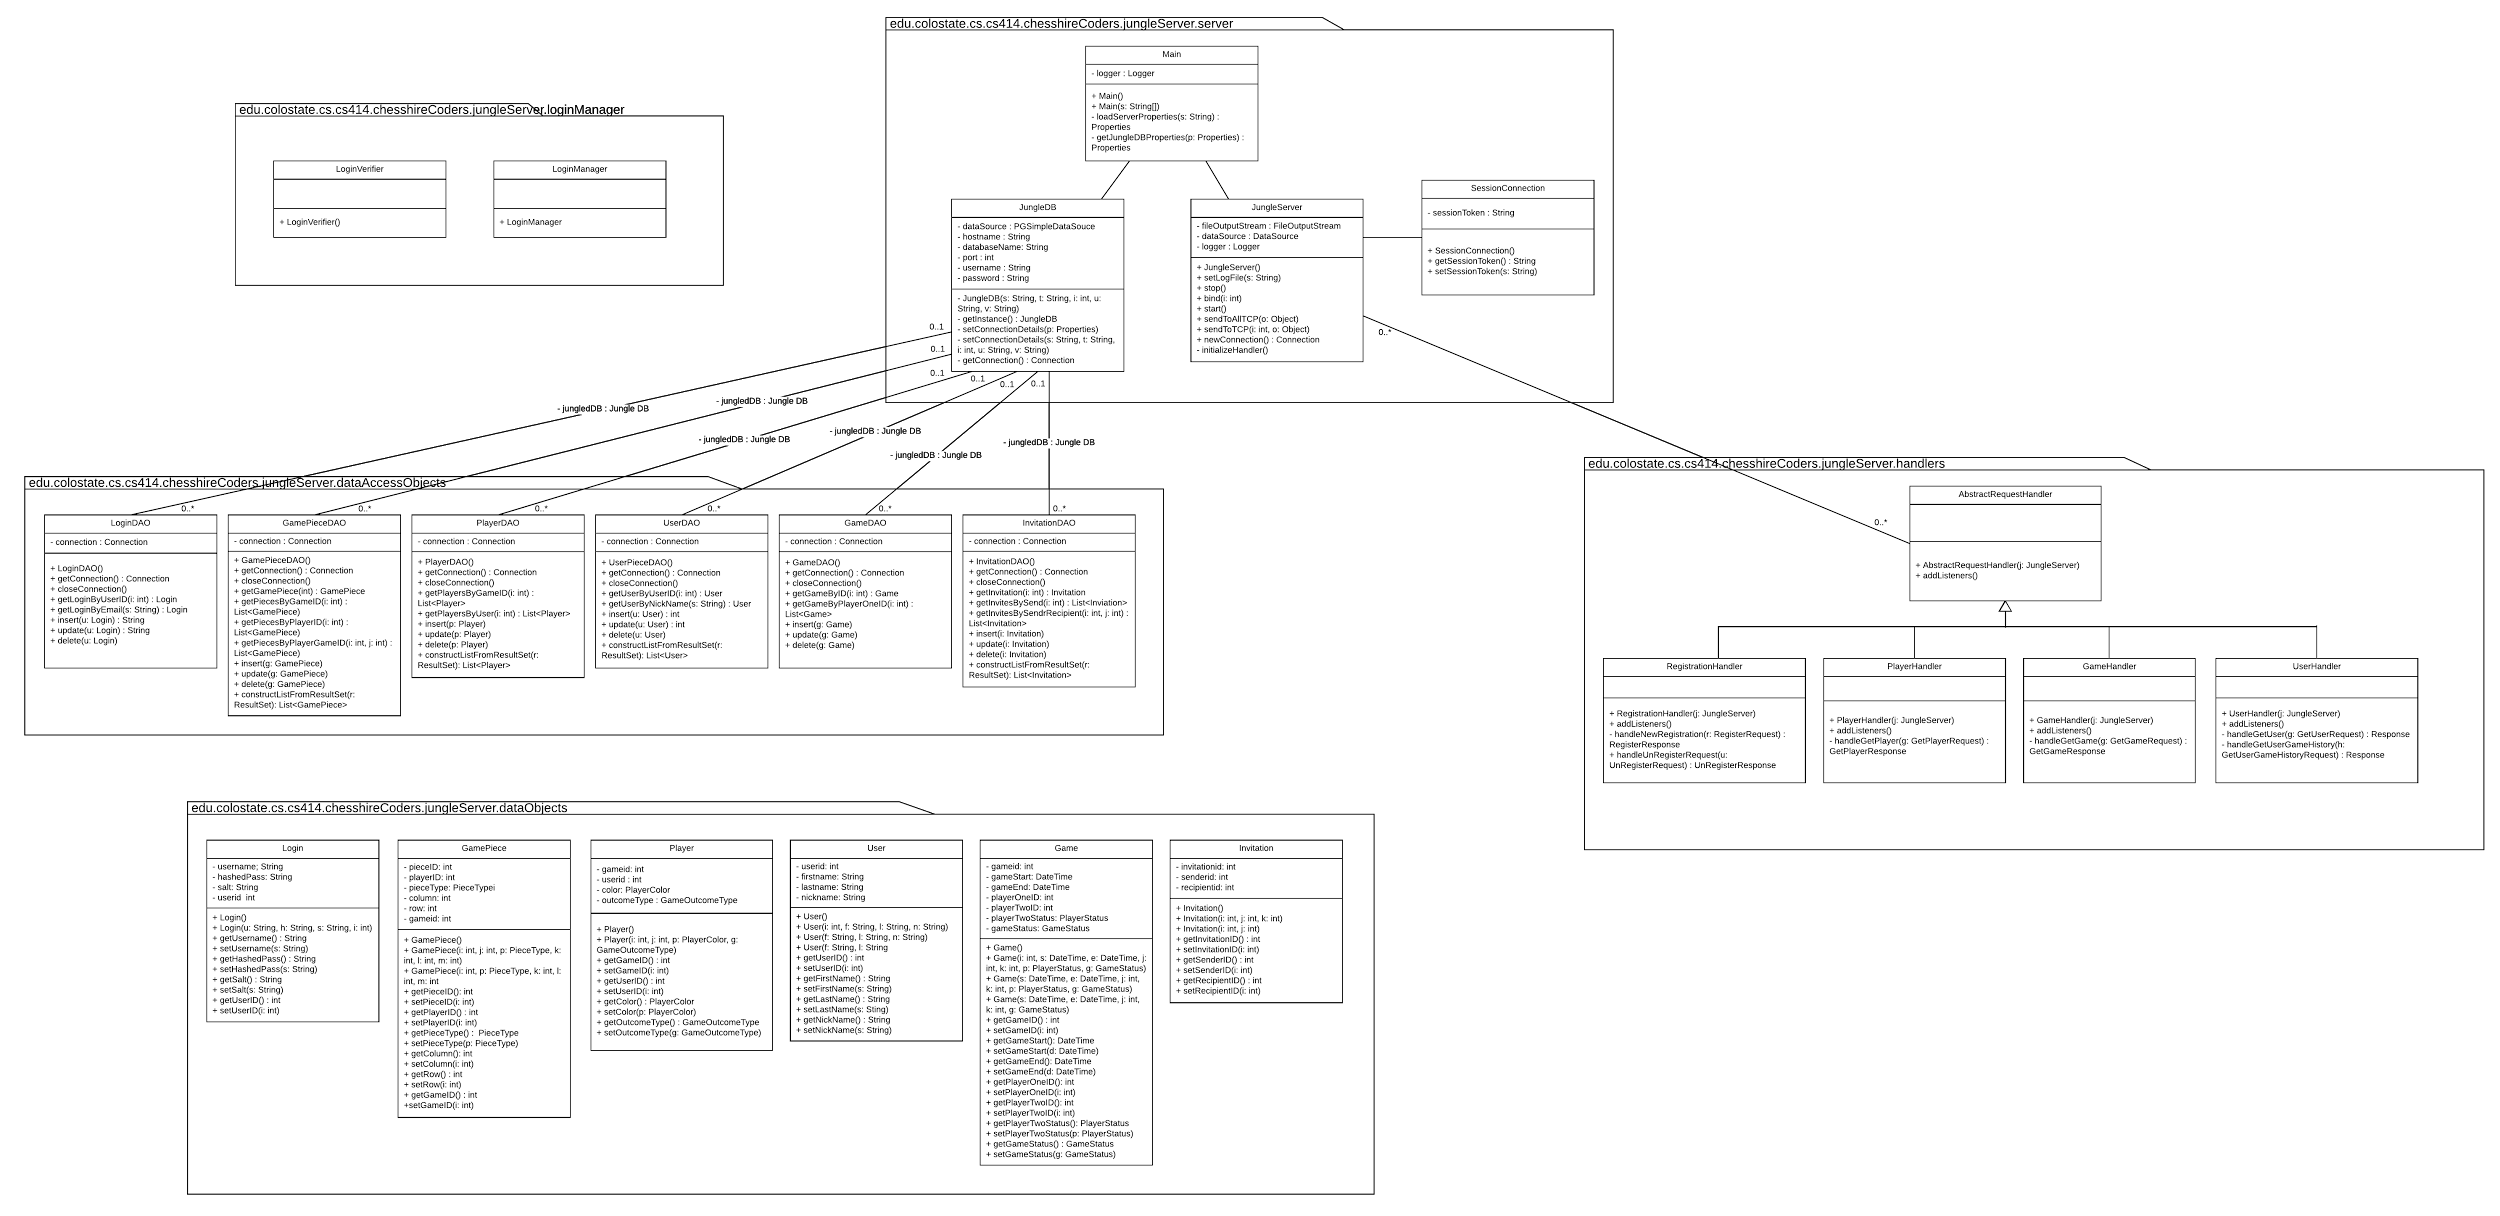 edu.colostate.cs.cs414.chesshireCoders.jungleServer.server
Main
- logger : Logger
+ Main()
+ Main(s: String[])
- loadServerProperties(s: String) :
Properties
- getJungleDBProperties(p: Properties) :
Properties
edu.colostate.cs.cs414.chesshireCoders.jungleServer.loginManager
LoginVerifier
+ LoginVerifier()
LoginManager
+ LoginManager
JungleDB
- dataSource : PGSimpleDataSouce
- hostname : String
- databaseName: String
- port : int
- username : String
- password : String
- JungleDB(s: String, t: String, i: int, u:
String, v: String)
- getInstance() : JungleDB
- setConnectionDetails(p: Properties)
- setConnectionDetails(s: String, t: String,
i: int, u: String, v: String)
- getConnection() : Connection
JungleServer
- fileOutputStream : FileOutputStream
- dataSource : DataSource
- logger : Logger
+ JungleServer()
+ setLogFile(s: String)
+ stop()
+ bind(i: int)
+ start()
+ sendToAllTCP(o: Object)
+ sendToTCP(i: int, o: Object)
+ newConnection() : Connection
- initializeHandler()
SessionConnection
- sessionToken : String
+ SessionConnection()
+ getSessionToken() : String
+ setSessionToken(s: String)
0..1
0..1
0..1
0..1
0..1
0..1
0..*
- jungledDB : Jungle DB
- jungledDB : Jungle DB
- jungledDB : Jungle DB
- jungledDB : Jungle DB
- jungledDB : Jungle DB
- jungledDB : Jungle DB
edu.colostate.cs.cs414.chesshireCoders.jungleServer.dataAccessObjects
0..*
0..*
0..*
0..*
0..*
0..*
LoginDAO
- connection : Connection
+ LoginDAO()
+ getConnection() : Connection
+ closeConnection()
+ getLoginByUserID(i: int) : Login
+ getLoginByEmail(s: String) : Login
+ insert(u: Login) : String
+ update(u: Login) : String
+ delete(u: Login)
GamePieceDAO
- connection : Connection
+ GamePieceDAO()
+ getConnection() : Connection
+ closeConnection()
+ getGamePiece(int) : GamePiece
+ getPiecesByGameID(i: int) :
List<GamePiece)
+ getPiecesByPlayerID(i: int) :
List<GamePiece)
+ getPiecesByPlayerGameID(i: int, j: int) :
List<GamePiece)
+ insert(g: GamePiece)
+ update(g: GamePiece)
+ delete(g: GamePiece)
+ constructListFromResultSet(r:
ResultSet): List<GamePiece>
PlayerDAO
- connection : Connection
+ PlayerDAO()
+ getConnection() : Connection
+ closeConnection()
+ getPlayersByGameID(i: int) :
List<Player>
+ getPlayersByUser(i: int) : List<Player>
+ insert(p: Player)
+ update(p: Player)
+ delete(p: Player)
+ constructListFromResultSet(r:
ResultSet): List<Player>
UserDAO
- connection : Connection
+ UserPieceDAO()
+ getConnection() : Connection
+ closeConnection()
+ getUserByUserID(i: int) : User
+ getUserByNickName(s: String) : User
+ insert(u: User) : int
+ update(u: User) : int
+ delete(u: User)
+ constructListFromResultSet(r:
ResultSet): List<User>
GameDAO
- connection : Connection
+ GameDAO()
+ getConnection() : Connection
+ closeConnection()
+ getGameByID(i: int) : Game
+ getGameByPlayerOneID(i: int) :
List<Game>
+ insert(g: Game)
+ update(g: Game)
+ delete(g: Game)
InvitationDAO
- connection : Connection
+ InvitationDAO()
+ getConnection() : Connection
+ closeConnection()
+ getInvitation(i: int) : Invitation
+ getInvitesBySend(i: int) : List<Inviation>
+ getInvitesBySendrRecipient(i: int, j: int) :
List<Invitation>
+ insert(i: Invitation)
+ update(i: Invitation)
+ delete(i: Invitation)
+ constructListFromResultSet(r:
ResultSet): List<Invitation>
edu.colostate.cs.cs414.chesshireCoders.jungleServer.handlers
0..*
AbstractRequestHandler
+ AbstractRequestHandler(j: JungleServer)
+ addListeners()
RegistrationHandler
+ RegistrationHandler(j: JungleServer)
+ addListeners()
- handleNewRegistration(r: RegisterRequest) :
RegisterResponse
+ handleUnRegisterRequest(u:
UnRegisterRequest) : UnRegisterResponse
PlayerHandler
+ PlayerHandler(j: JungleServer)
+ addListeners()
- handleGetPlayer(g: GetPlayerRequest) :
GetPlayerResponse
GameHandler
+ GameHandler(j: JungleServer)
+ addListeners()
- handleGetGame(g: GetGameRequest) :
GetGameResponse
UserHandler
+ UserHandler(j: JungleServer)
+ addListeners()
- handleGetUser(g: GetUserRequest) : Response
- handleGetUserGameHistory(h:
GetUserGameHistoryRequest) : Response
edu.colostate.cs.cs414.chesshireCoders.jungleServer.dataObjects
Login
- username; String
- hashedPass: String
- salt: String
- userid  int
+ Login()
+ Login(u: String, h: String, s: String, i: int)
+ getUsername() : String
+ setUsername(s: String)
+ getHashedPass() : String
+ setHashedPass(s: String)
+ getSalt() : String
+ setSalt(s: String)
+ getUserID() : int
+ setUserID(i: int)
GamePiece
- pieceID: int
- playerID: int
- pieceType: PieceTypei
- column: int
- row: int
- gameid: int
+ GamePiece()
+ GamePiece(i: int, j: int, p: PieceType, k:
int, l: int, m: int)
+ GamePiece(i: int, p: PieceType, k: int, l:
int, m: int
+ getPieceID(): int
+ setPieceID(i: int)
+ getPlayerID() : int
+ setPlayerID(i: int)
+ getPieceType() :  PieceType
+ setPieceType(p: PieceType)
+ getColumn(): int
+ setColumn(i: int)
+ getRow() : int
+ setRow(i: int)
+ getGameID() : int
+setGameID(i: int)
Player
- gameid: int
- userid : int
- color: PlayerColor
- outcomeType : GameOutcomeType
+ Player()
+ Player(i: int, j: int, p: PlayerColor, g:
GameOutcomeType)
+ getGameID() : int
+ setGameID(i: int)
+ getUserID() : int
+ setUserID(i: int)
+ getColor() : PlayerColor
+ setColor(p: PlayerColor)
+ getOutcomeType() : GameOutcomeType
+ setOutcomeType(g: GameOutcomeType)
User
- userid: int
- firstname: String
- lastname: String
- nickname: String
+ User()
+ User(i: int, f: String, l: String, n: String)
+ User(f: String, l: String, n: String)
+ User(f: String, l: String
+ getUserID() : int
+ setUserID(i: int)
+ getFirstName() : String
+ setFirstName(s: String)
+ getLastName() : String
+ setLastName(s: Sting)
+ getNickName() : String
+ setNickName(s: String)
Game
- gameid: int
- gameStart: DateTime
- gameEnd: DateTime
- playerOneID: int
- playerTwoID: int
- playerTwoStatus: PlayerStatus
- gameStatus: GameStatus
+ Game()
+ Game(i: int, s: DateTime, e: DateTime, j:
int, k: int, p: PlayerStatus, g: GameStatus)
+ Game(s: DateTime, e: DateTime, j: int,
k: int, p: PlayerStatus, g: GameStatus)
+ Game(s: DateTime, e: DateTime, j: int,
k: int, g: GameStatus)
+ getGameID() : int
+ setGameID(i: int)
+ getGameStart(): DateTime
+ setGameStart(d: DateTime)
+ getGameEnd(): DateTime
+ setGameEnd(d: DateTime)
+ getPlayerOneID(): int
+ setPlayerOneID(i: int)
+ getPlayerTwoID(): int
+ setPlayerTwoID(i: int)
+ getPlayerTwoStatus(): PlayerStatus
+ setPlayerTwoStatus(p: PlayerStatus)
+ getGameStatus() : GameStatus
+ setGameStatus(g: GameStatus)
Invitation
- invitationid: int
- senderid: int
- recipientid: int
+ Invitation()
+ Invitation(i: int, j: int, k: int)
+ Invitation(i: int, j: int)
+ getInvitationID() : int
+ setInvitationID(i: int)
+ getSenderID() : int
+ setSenderID(i: int)
+ getRecipientID() : int
+ setRecipientID(i: int)